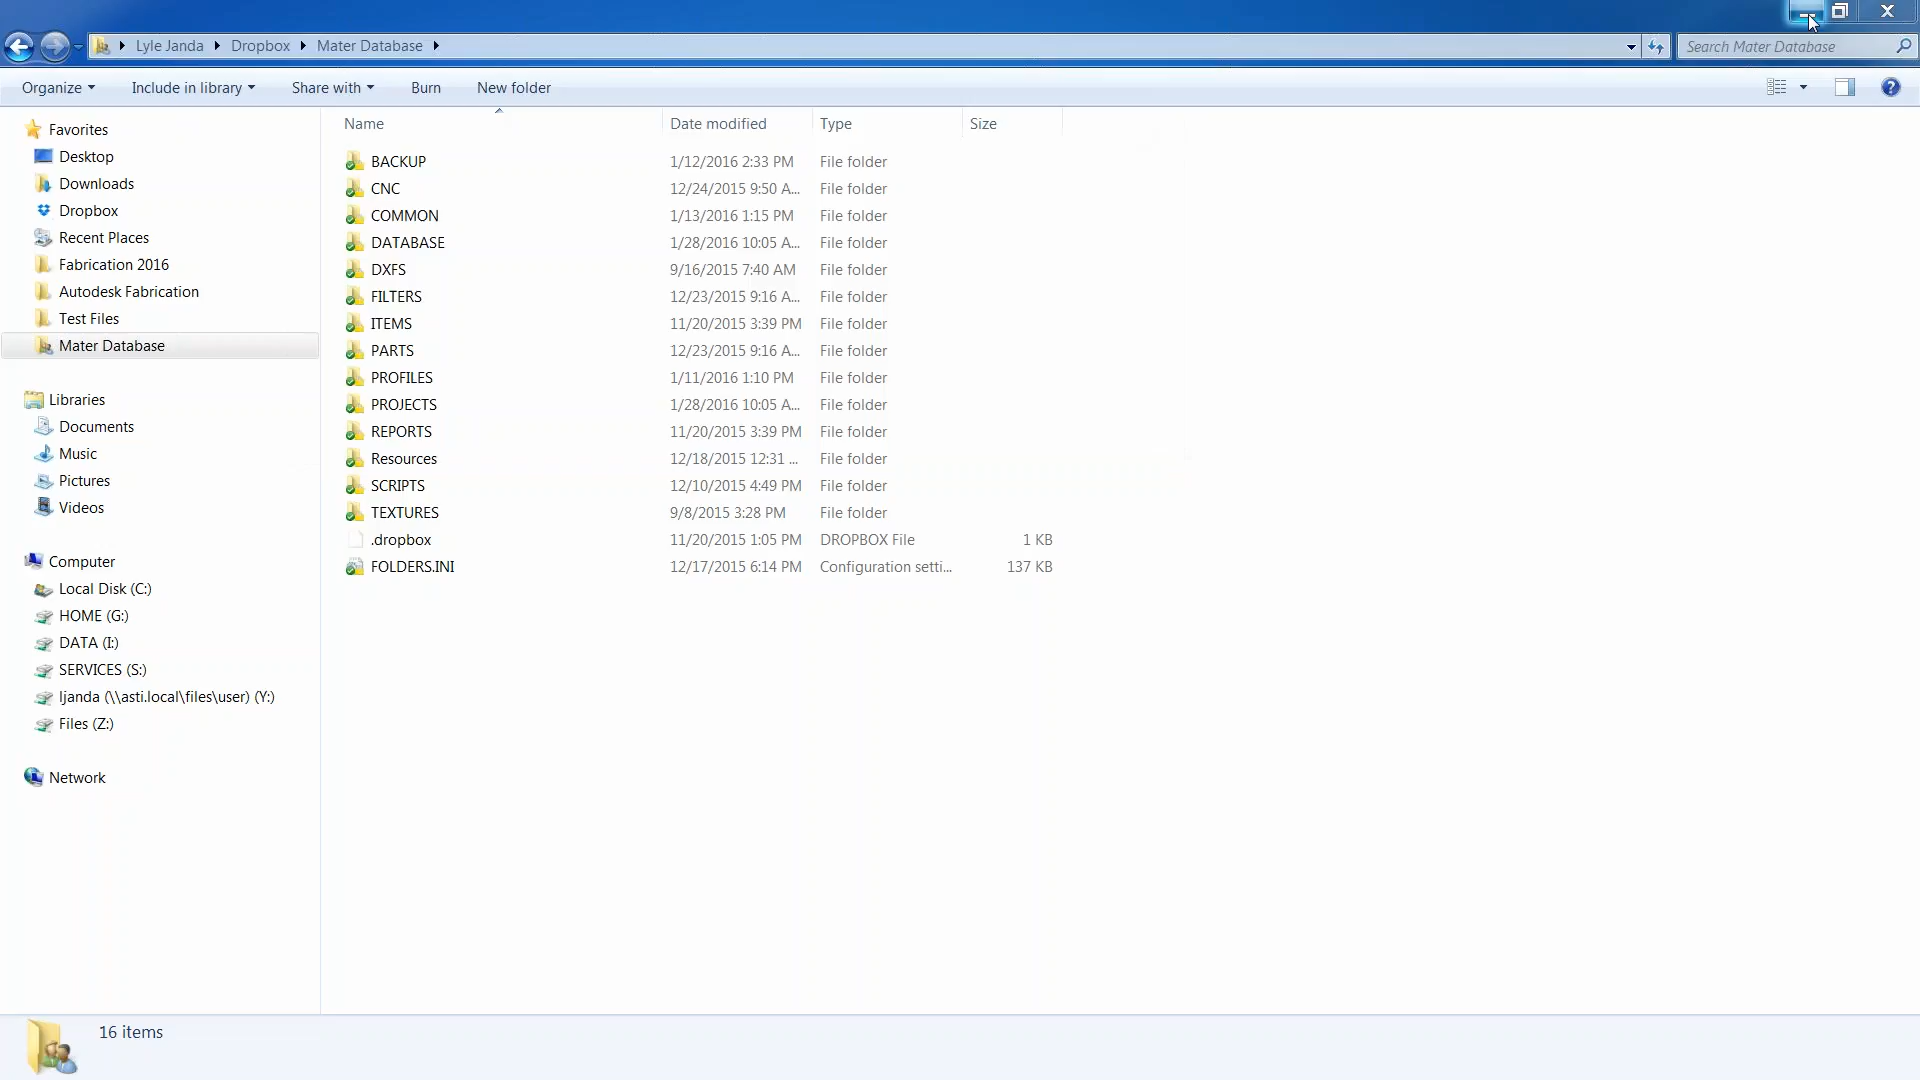 Lyle Janda Dropbox Mater Database
Search Mater Database
Organize Include in library Share with Burn New folder
Favorites
Desktop
Downloads
Dropbox
Recent Places
Fabrication 2016
Autodesk Fabrication
Test Files
Mater Database
Libraries
Documents
Music
Pictures
Videos
Computer
Local Disk (C:)
HOME (G:)
DATA (I:)
SERVICES (S:)
ljanda (\\asti.local\files\user) (Y:)
Files (Z:)
Network
Name Date modified Type Size
BACKUP 1/12/2016 2:33 PM File folder
CNC 12/24/2015 9:50 A... File folder
COMMON 1/13/2016 1:15 PM File folder
DATABASE 1/28/2016 10:05 A... File folder
DXFS 9/16/2015 7:40 AM File folder
FILTERS 12/23/2015 9:16 A... File folder
ITEMS 11/20/2015 3:39 PM File folder
PARTS 12/23/2015 9:16 A... File folder
PROFILES 1/11/2016 1:10 PM File folder
PROJECTS 1/28/2016 10:05 A... File folder
REPORTS 11/20/2015 3:39 PM File folder
Resources 12/18/2015 12:31 ... File folder
SCRIPTS 12/10/2015 4:49 PM File folder
TEXTURES 9/8/2015 3:28 PM File folder
.dropbox 11/20/2015 1:05 PM DROPBOX File 1 KB
FOLDERS.INI 12/17/2015 6:14 PM Configuration setti... 137 KB
16 items